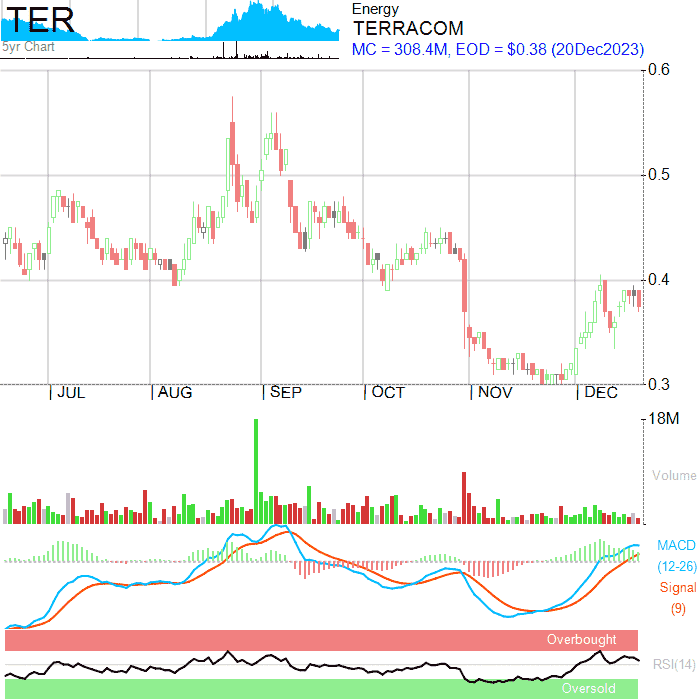 TER
5yr Chart
Energy
TERRACOM
MC = 308.4M, EOD = $0.38 (20Dec2023)
0.6
0.5
0.4
0.3
JUL
AUG
SEP
OCT
NOV
DEC
18M
Volume
MACD
(12-26)
Signal
(9)
Overbought
RSI(14)
Oversold